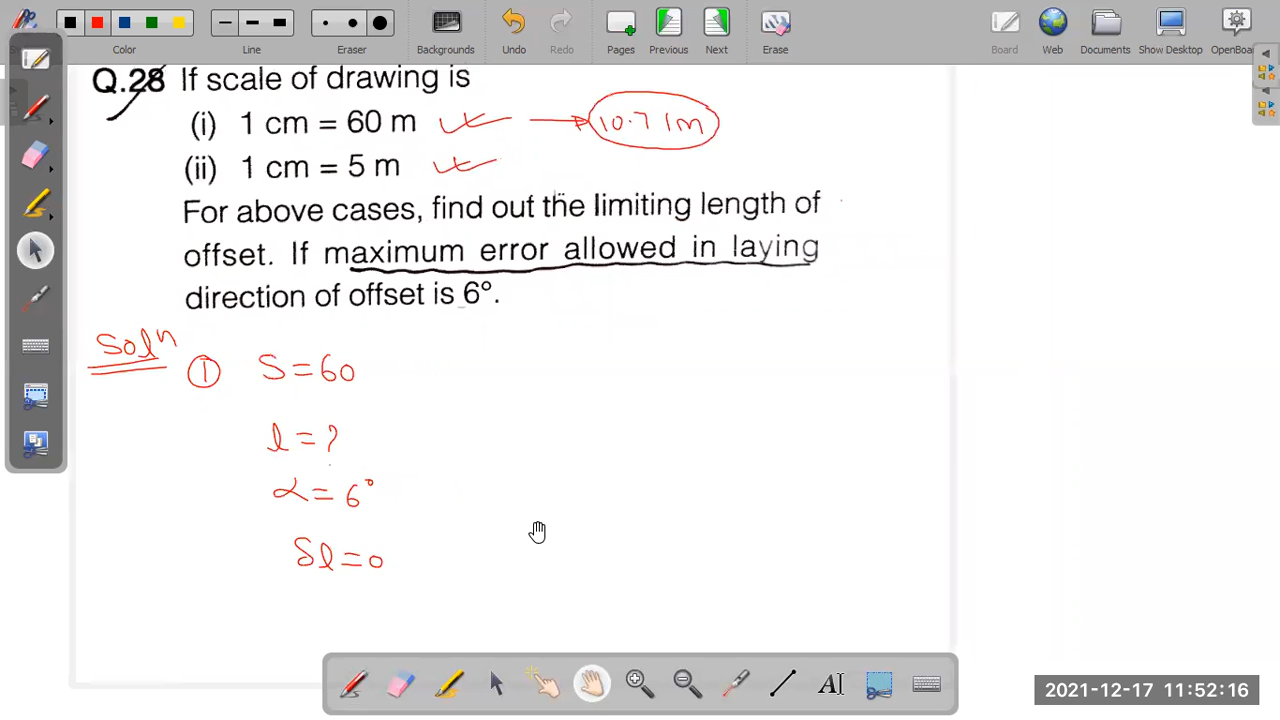 Color
Line
Eraser
Backgrounds
Undo
Redo
Pages
Previous
Next
Erase
Board
Web
Documents
Show Desktop
OpenBoa
Q.28 If scale of drawing is
(i) 1 cm = 60 m → 10.71m
(ii) 1 cm = 5 m
For above cases, find out the limiting length of
offset. If maximum error allowed in laying
direction of offset is 6°.
Solⁿ
① S=60
l=?
α=6°
δl=0
2021-12-17 11:52:16